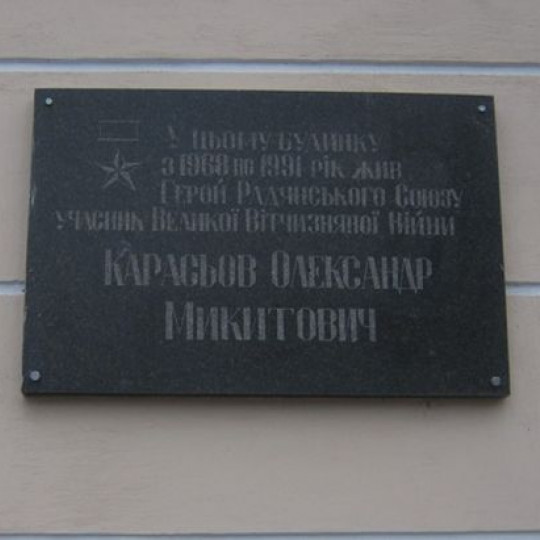 У цьому будинку
з 1968 по 1991 рік жив
Герой Радянського Союзу
учасник Великої Вітчизняної Війни
Карасьов Олександр
Микитович